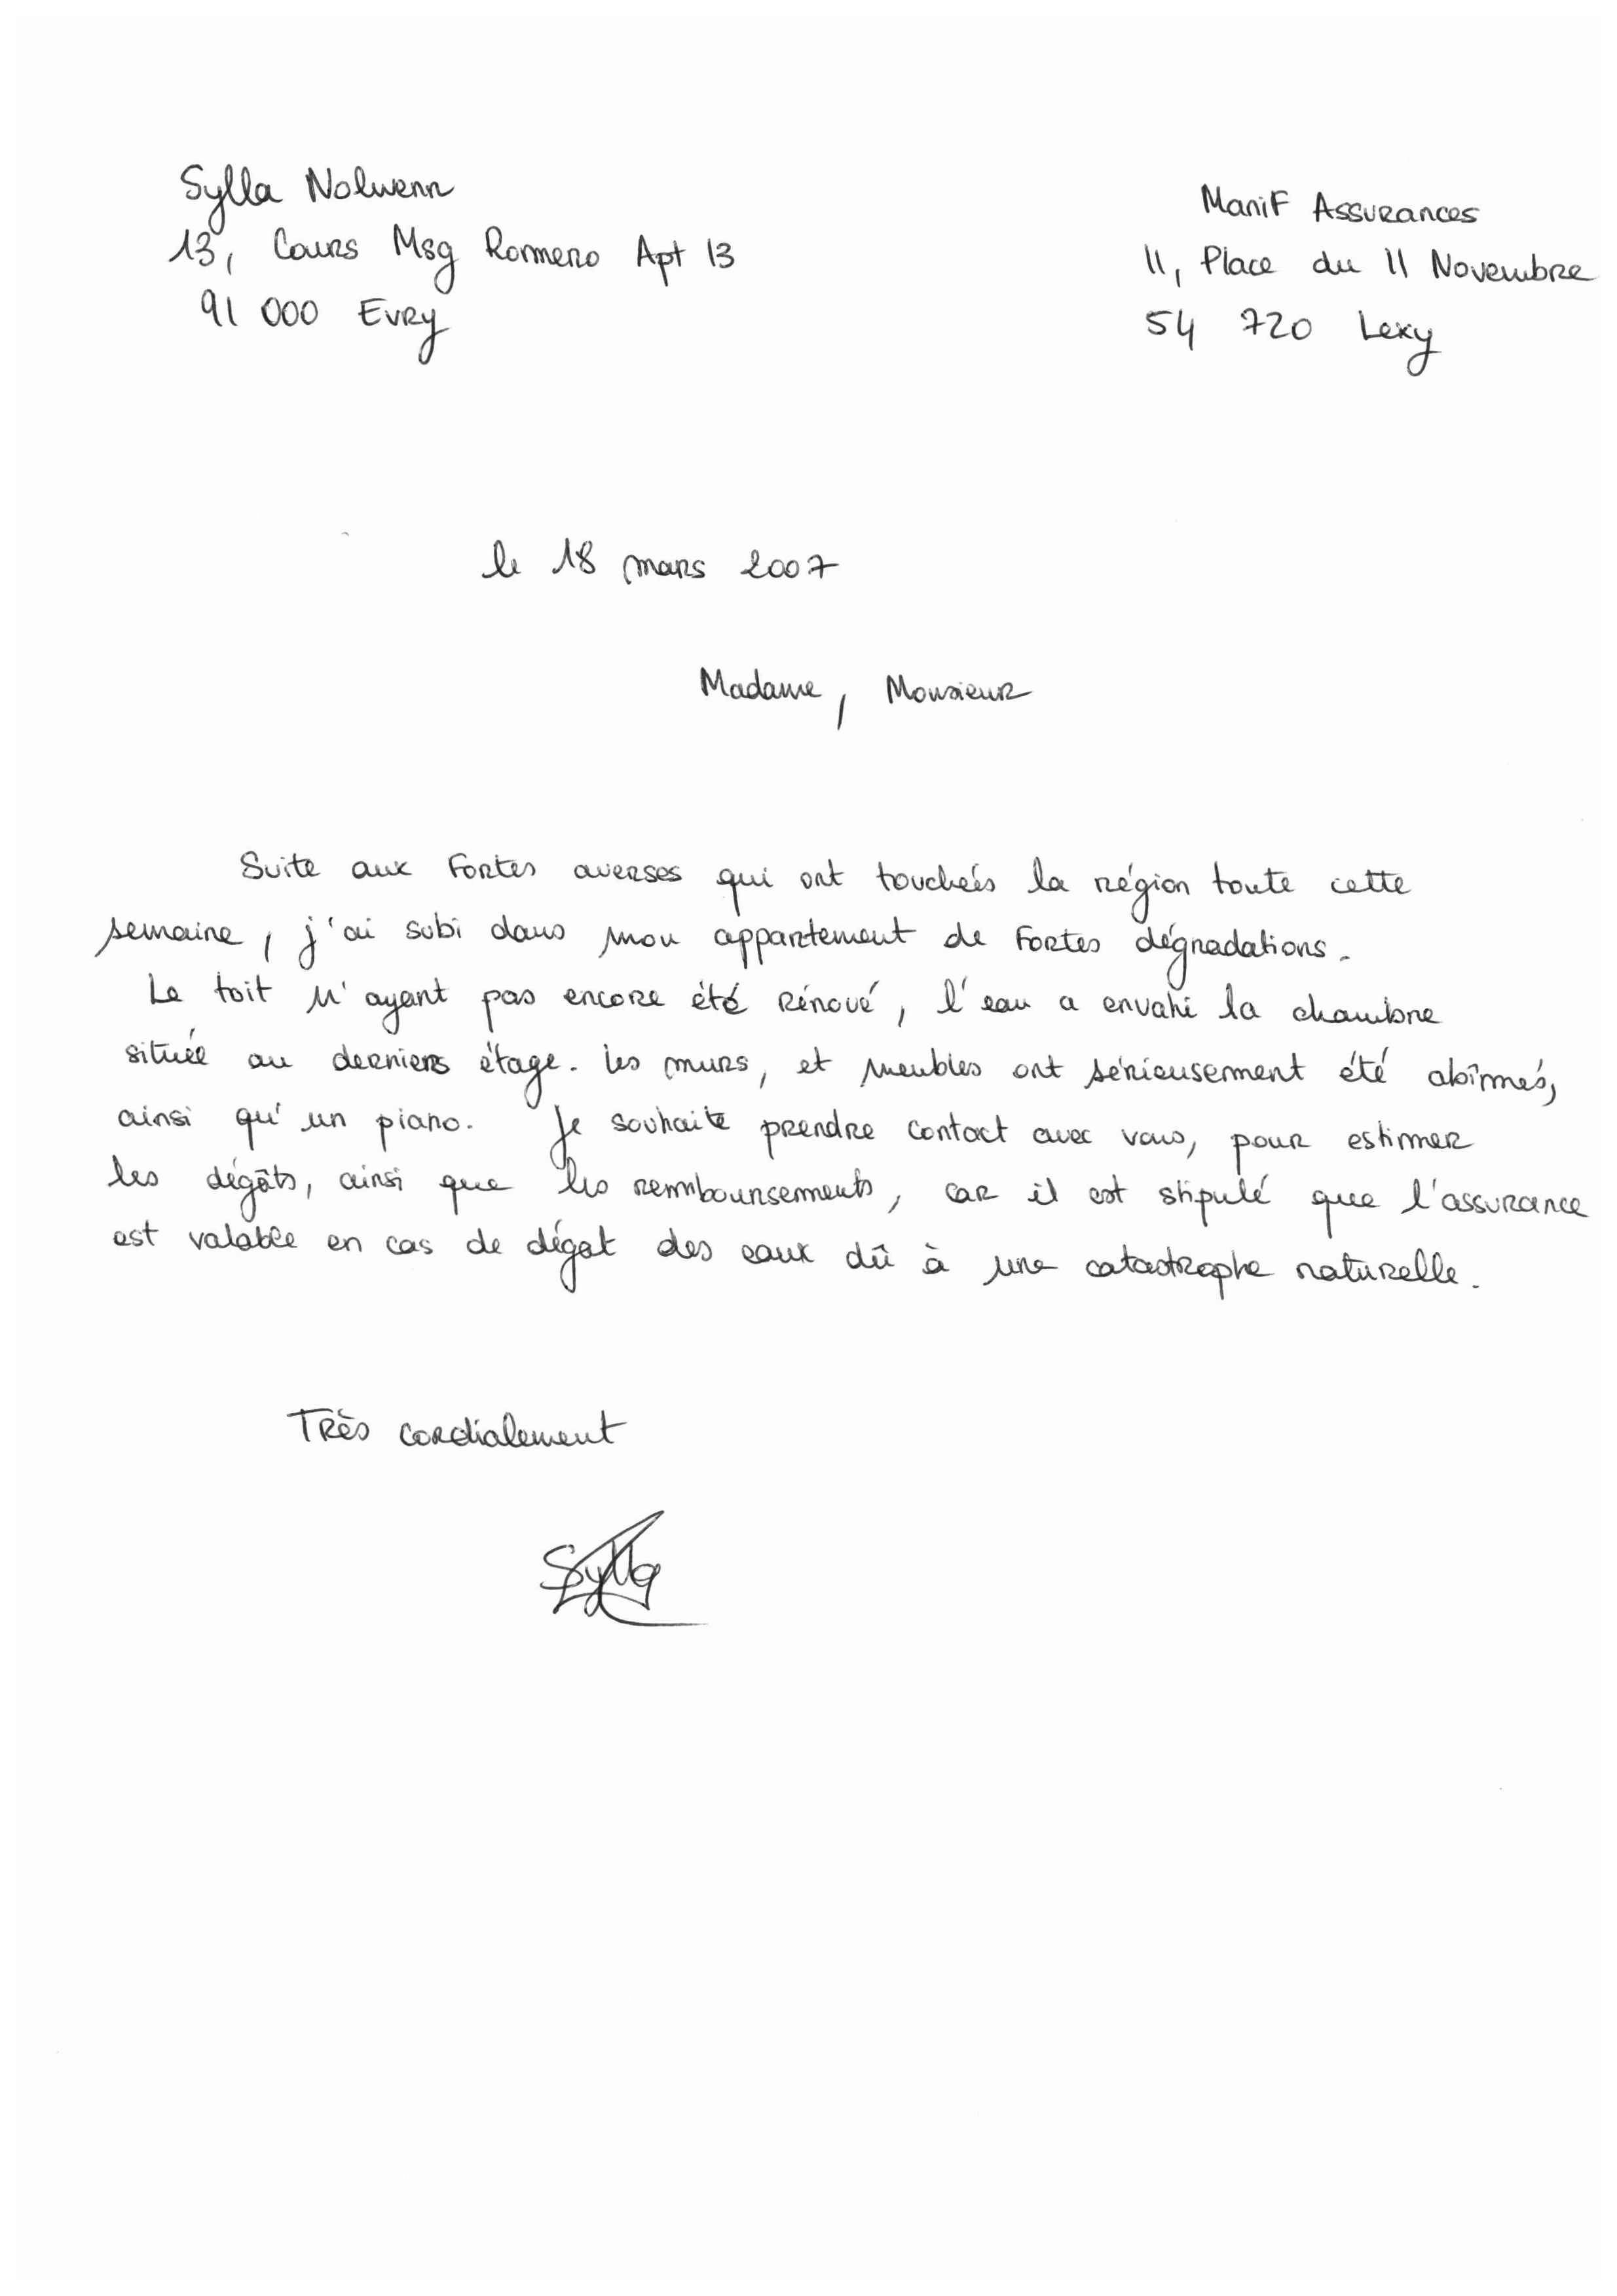 Sylla Nolwenn
13, Cours Msg Romero Apt 13
91 000 Evry
Manif Assurances
11, Place du 11 Novembre
54 720 Lexy
le 18 mars 2007
Madame, Monsieur
Suite aux fortes averses qui ont touchées la région toute cette
semaine, j'ai subi dans mon appartement de fortes dégradations.
Le toit n'ayant pas encore été rénové, l'eau a envahi la chambre
située au derniers étage. Les murs, et meubles ont sérieusement été abîmés,
ainsi qu'un piano. Je souhaite prendre contact avec vous, pour estimer
les dégâts, ainsi que les remboursements, car il est stipulé que l'assurance
est valable en cas de dégat des eaux dû à une catastrophe naturelle.
Très cordialement
Sylla